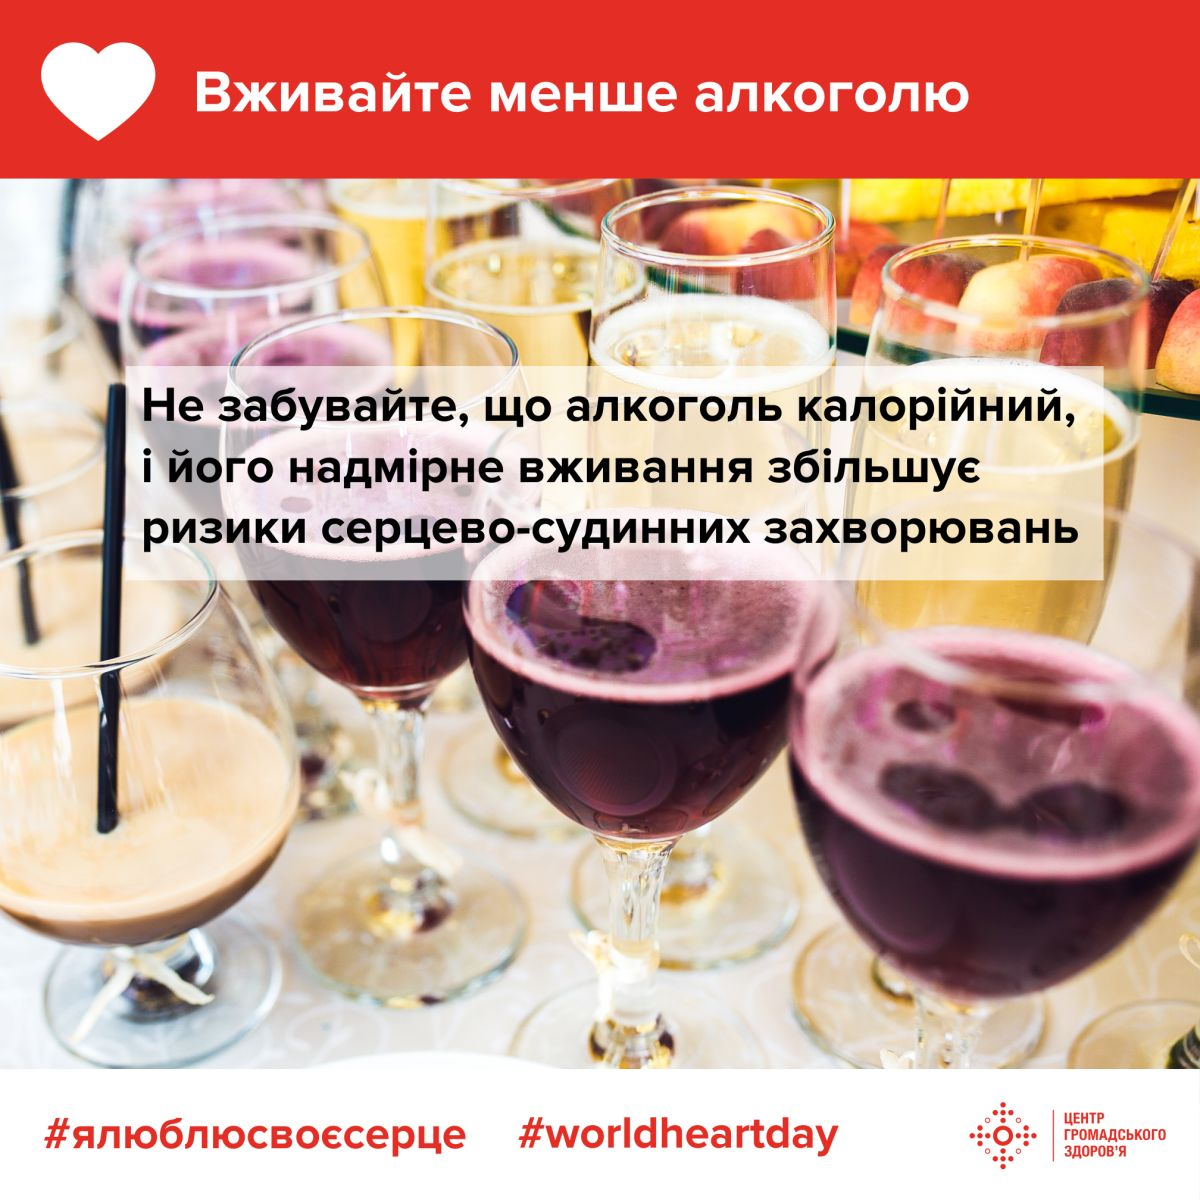 Вживайте менше алкоголю
Не забувайте, що алкоголь калорійний,
і його надмірне вживання збільшує
ризики серцево-судинних захворювань
#ялюблюсвоєсерце #worldheartday
ЦЕНТР
ГРОМАДСЬКОГО
ЗДОРОВ'Я